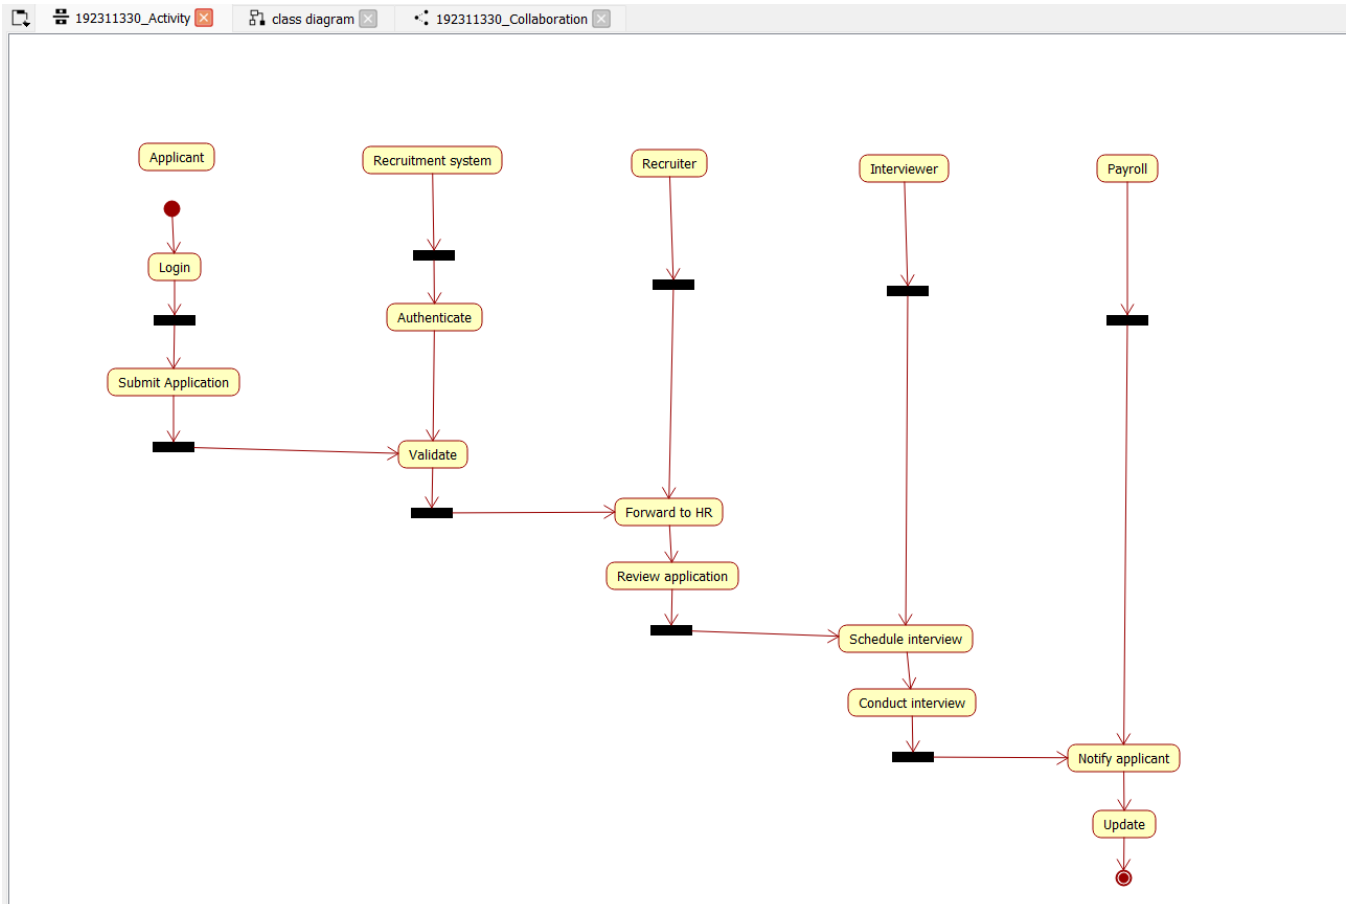 192311330_Activity
class diagram
192311330_Collaboration
Applicant
Recruitment system
Recruiter
Interviewer
Payroll
Login
Authenticate
Submit Application
Validate
Forward to HR
Review application
Schedule interview
Conduct interview
Notify applicant
Update